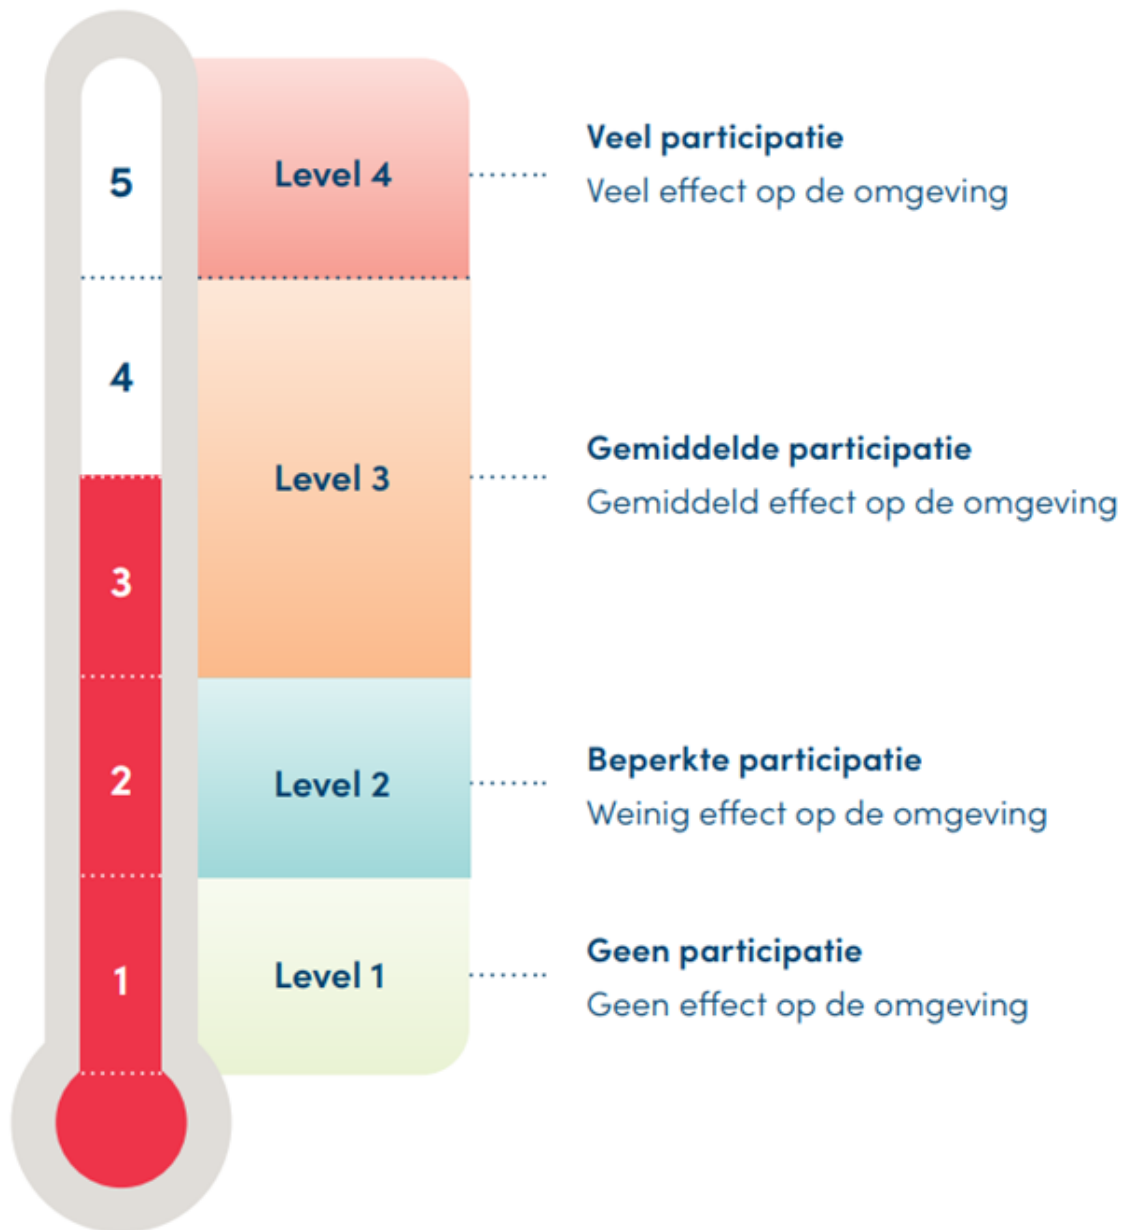 5
Level 4
Veel participatie
Veel effect op de omgeving
4
Level 3
Gemiddelde participatie
Gemiddeld effect op de omgeving
3
2
Level 2
Beperkte participatie
Weinig effect op de omgeving
1
Level 1
Geen participatie
Geen effect op de omgeving